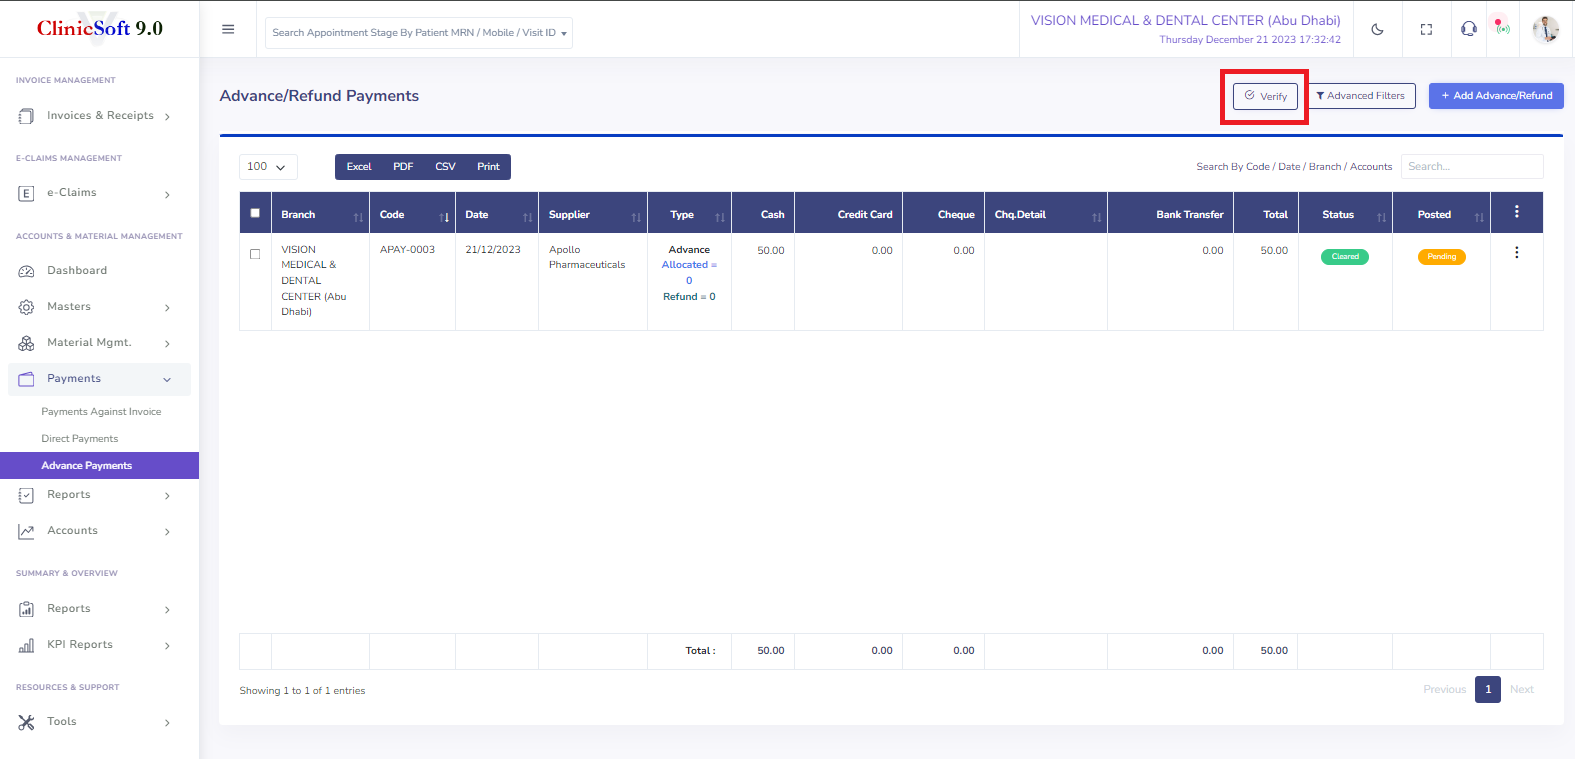 ClinicSoft 9.0
Search Appointment Stage By Patient MRN / Mobile / Visit ID
VISION MEDICAL & DENTAL CENTER (Abu Dhabi)
Thursday December 21 2023 17:32:42
INVOICE MANAGEMENT
Invoices & Receipts
E-CLAIMS MANAGEMENT
e-Claims
ACCOUNTS & MATERIAL MANAGEMENT
Dashboard
Masters
Material Mgmt.
Payments
Payments Against Invoice
Direct Payments
Advance Payments
Reports
Accounts
SUMMARY & OVERVIEW
Reports
KPI Reports
RESOURCES & SUPPORT
Tools
Advance/Refund Payments
Verify
Advanced Filters
+ Add Advance/Refund
100
Excel PDF CSV Print
Search By Code / Date / Branch / Accounts
Search...
Branch Code Date Supplier Type Cash Credit Card Cheque Chq.Detail Bank Transfer Total Status Posted
VISION
MEDICAL &
DENTAL
CENTER (Abu
Dhabi)
APAY-0003
21/12/2023
Apollo
Pharmaceuticals
Advance
Allocated =
0
Refund = 0
50.00
0.00
0.00
0.00
50.00
Cleared
Pending
Total : 50.00 0.00 0.00 0.00 50.00
Showing 1 to 1 of 1 entries
Previous 1 Next